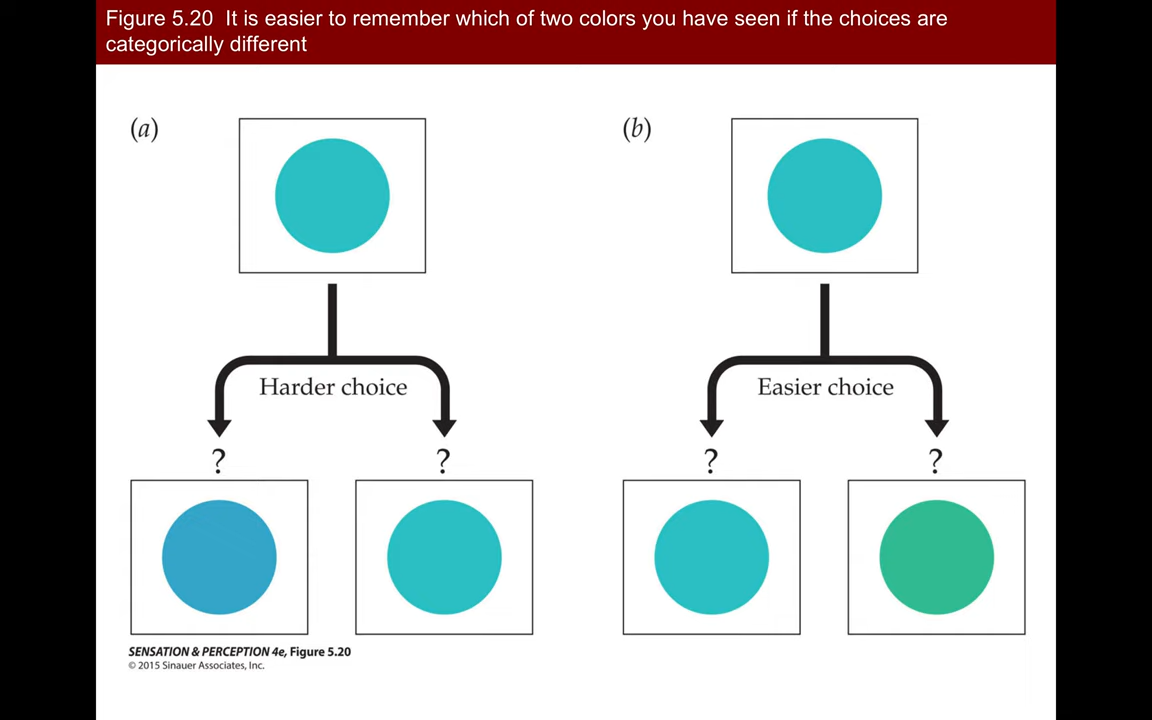 Figure 5.20  It is easier to remember which of two colors you have seen if the choices are
categorically different
(a)
(b)
Harder choice
Easier choice
?
?
?
?
SENSATION & PERCEPTION 4e, Figure 5.20
© 2015 Sinauer Associates, Inc.